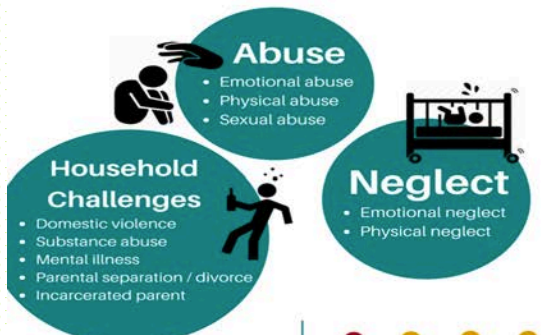 Abuse
• Emotional abuse
• Physical abuse
• Sexual abuse
Household
Challenges
• Domestic violence
• Substance abuse
• Mental illness
• Parental separation / divorce
• Incarcerated parent
Neglect
• Emotional neglect
• Physical neglect